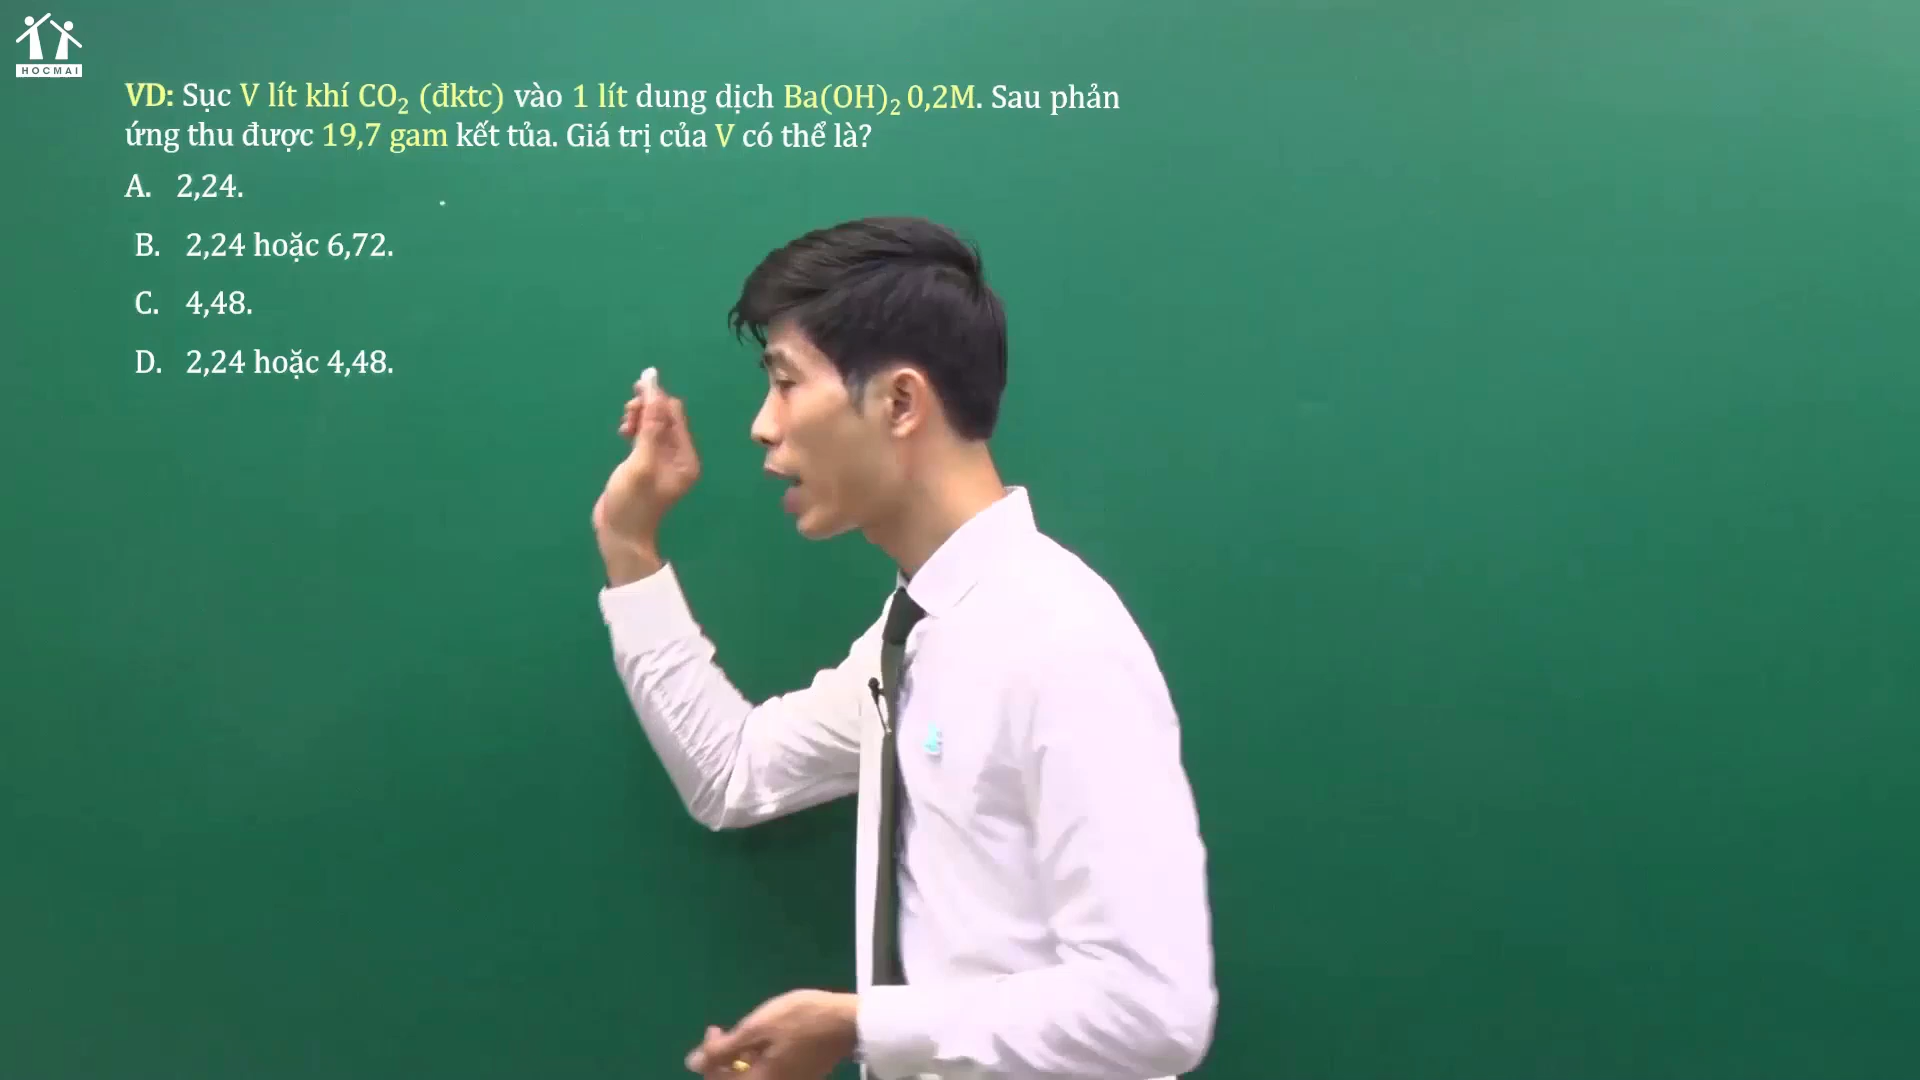 HOCMAI
VD: Sục V lít khí CO₂ (đktc) vào 1 lít dung dịch Ba(OH)₂ 0,2M. Sau phản
ứng thu được 19,7 gam kết tủa. Giá trị của V có thể là?
A. 2,24.
B. 2,24 hoặc 6,72.
C. 4,48.
D. 2,24 hoặc 4,48.